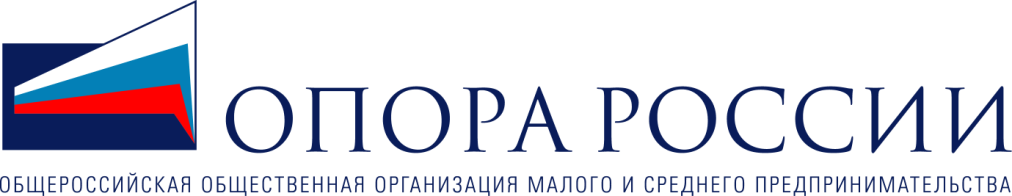 ОПОРА РОССИИ
ОБЩЕРОССИЙСКАЯ ОБЩЕСТВЕННАЯ ОРГАНИЗАЦИЯ МАЛОГО И СРЕДНЕГО ПРЕДПРИНИМАТЕЛЬСТВА